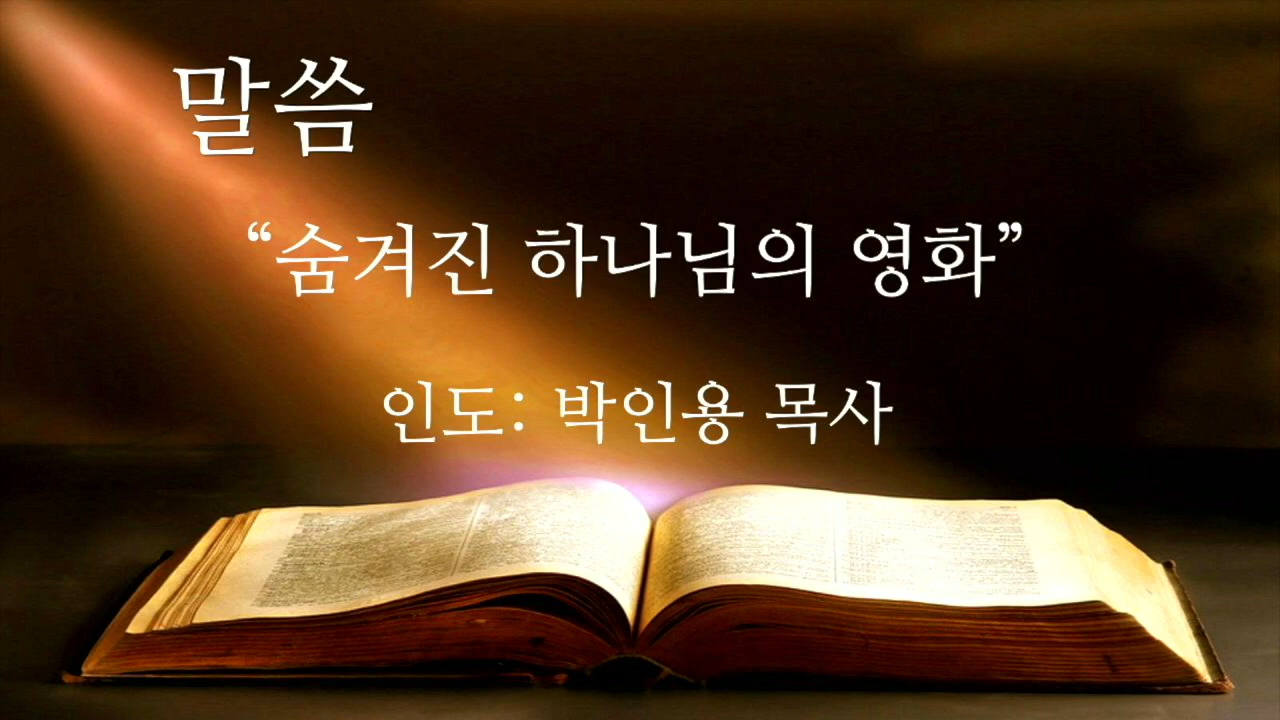 말씀
“숨겨진 하나님의 영화”
인도: 박인용 목사